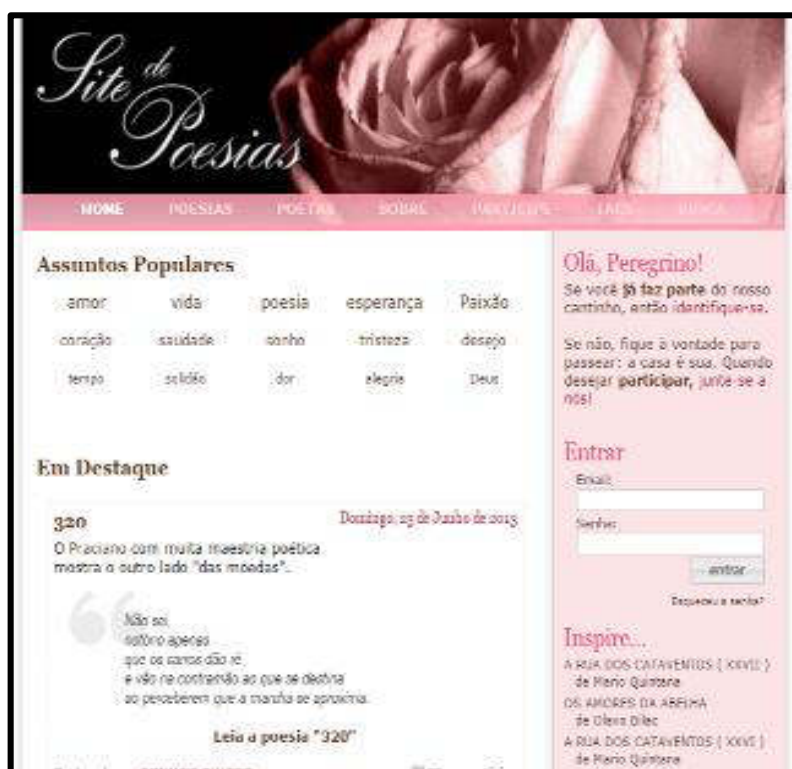 Site de
Poesias
HOME POESIAS POETAS SOBRE PARTICIPE
Assuntos Populares
amor vida poesia esperança Paixão
coração saudade sonho tristeza desejo
tempo solidão dor alegria Deus
Em Destaque
320
Domingo, 23 de Junho de 2013
O Praciano com muita maestria poética
mostra o outro lado "das moedas".
Não sei,
notório apenas
que os carros dão ré
e vão na contramão ao que se destina
ao perceberem que a marcha se aproxima.
Leia a poesia "320"
Olá, Peregrino!
Se você já faz parte do nosso
cantinho, então identifique-se.
Se não, fique à vontade para
passear: a casa é sua. Quando
desejar participar, junte-se a
nós!
Entrar
Email:
Senha:
entrar
Esqueceu a senha?
Inspire...
A RUA DOS CATAVENTOS ( XXVII )
de Mario Quintana
OS AMORES DA ABELHA
de Olavo Bilac
A RUA DOS CATAVENTOS ( XXVI )
de Mario Quintana